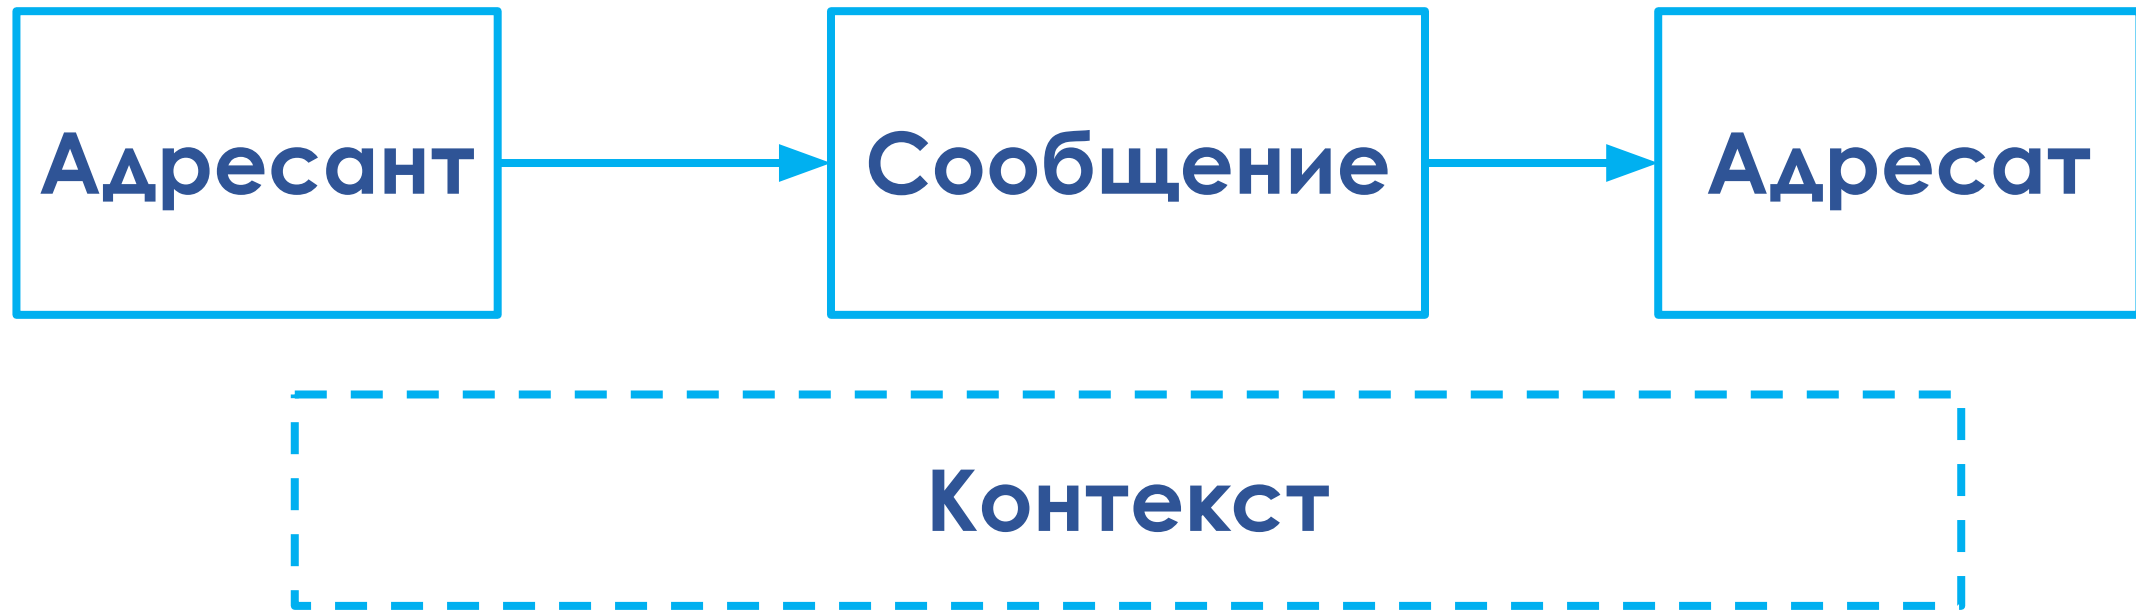 Адресант
Сообщение
Адресат
Контекст